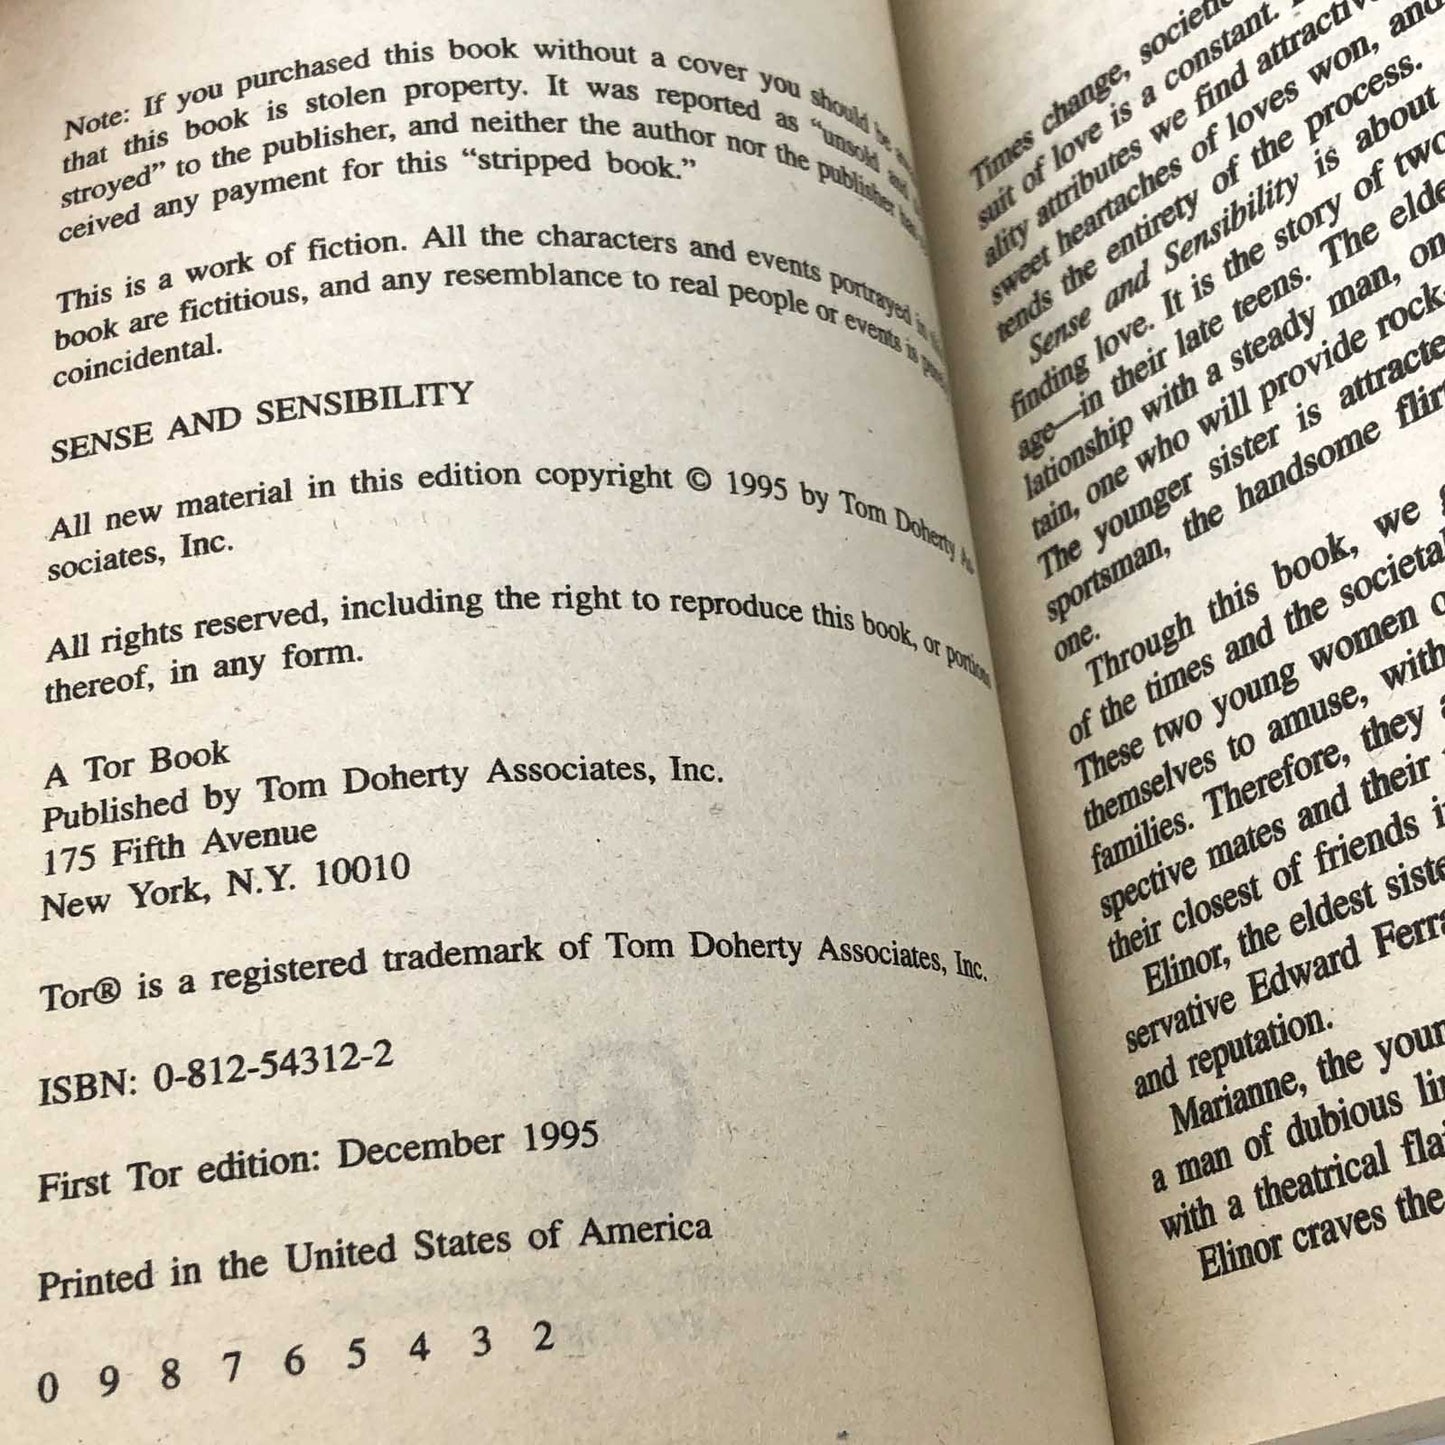 Note: If you purchased this book without a cover you should be
that this book is stolen property. It was reported as “unsold and
stroyed” to the publisher, and neither the author nor the publisher has
ceived any payment for this “stripped book.”
This is a work of fiction. All the characters and events portrayed in
book are fictitious, and any resemblance to real people or events is
coincidental.
SENSE AND SENSIBILITY
All new material in this edition copyright © 1995 by Tom Doherty As-
sociates, Inc.
All rights reserved, including the right to reproduce this book, or portions
thereof, in any form.
A Tor Book
Published by Tom Doherty Associates, Inc.
175 Fifth Avenue
New York, N.Y. 10010
Tor® is a registered trademark of Tom Doherty Associates, Inc.
ISBN: 0-812-54312-2
First Tor edition: December 1995
Printed in the United States of America
0 9 8 7 6 5 4 3 2
Times change, societie
suit of love is a constant.
ality attributes we find attractiv
sweet heartaches of loves won, and
tends the entirety of the process.
Sense and Sensibility is about
finding love. It is the story of two
age—in their late teens. The elde
lationship with a steady man, on
tain, one who will provide rock-
The younger sister is attracte
sportsman, the handsome flir
one.
Through this book, we g
of the times and the societal
These two young women o
themselves to amuse, with
families. Therefore, they a
spective mates and their
their closest of friends i
Elinor, the eldest siste
servative Edward Ferra
and reputation.
Marianne, the youn
a man of dubious lin
with a theatrical flai
Elinor craves the